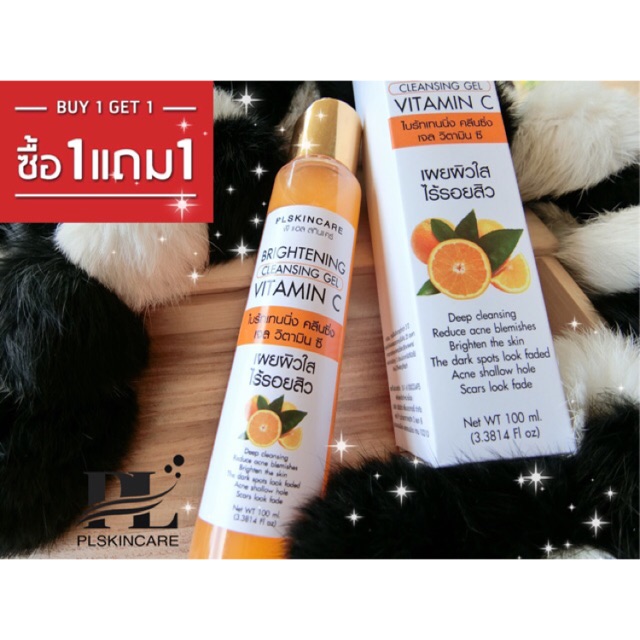 BUY 1 GET 1
ซื้อ1แถม1
PLSKINCARE
พี แอล สกินแคร์
BRIGHTENING
CLEANSING GEL
VITAMIN C
ไบร้ทเทนนิ่ง คลีนซิ่ง
เจล วิตามิน ซี
เผยผิวใส
ไร้รอยสิว
Deep cleansing
Reduce acne blemishes
Brighten the skin
The dark spots look faded
Acne shallow hole
Scars look fade
Net WT 100 ml.
(3.3814 Fl oz)
CLEANSING GEL
VITAMIN C
ไบร้ทเทนนิ่ง คลีนซิ่ง
เจล วิตามิน ซี
เผยผิวใส
ไร้รอยสิว
Deep cleansing
Reduce acne blemishes
Brighten the skin
The dark spots look faded
Acne shallow hole
Scars look fade
Net WT 100 ml.
(3.3814 Fl oz)
PL
PLSKINCARE